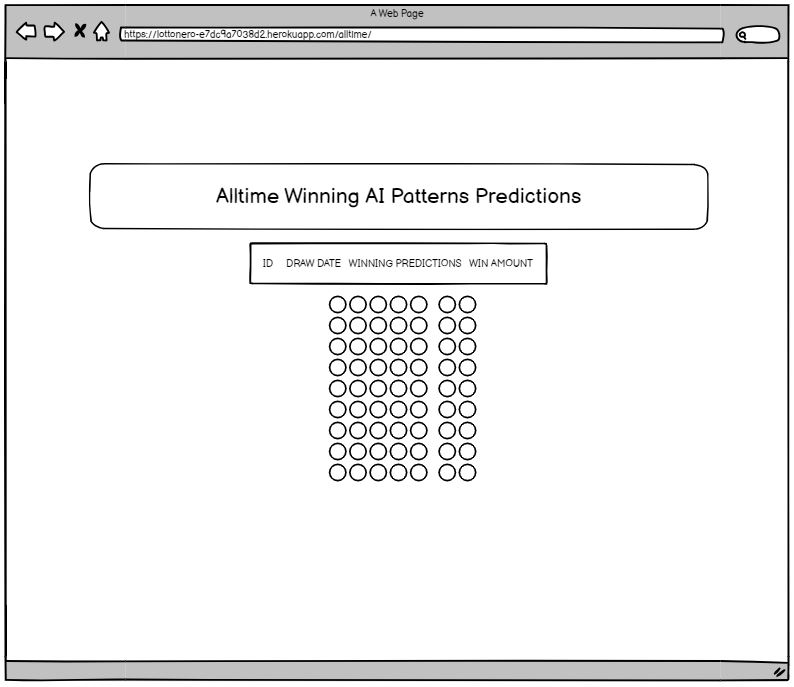 A Web Page
https://lottonero-e7dc9a7038d2.herokuapp.com/alltime/
Alltime Winning AI Patterns Predictions
ID DRAW DATE WINNING PREDICTIONS WIN AMOUNT